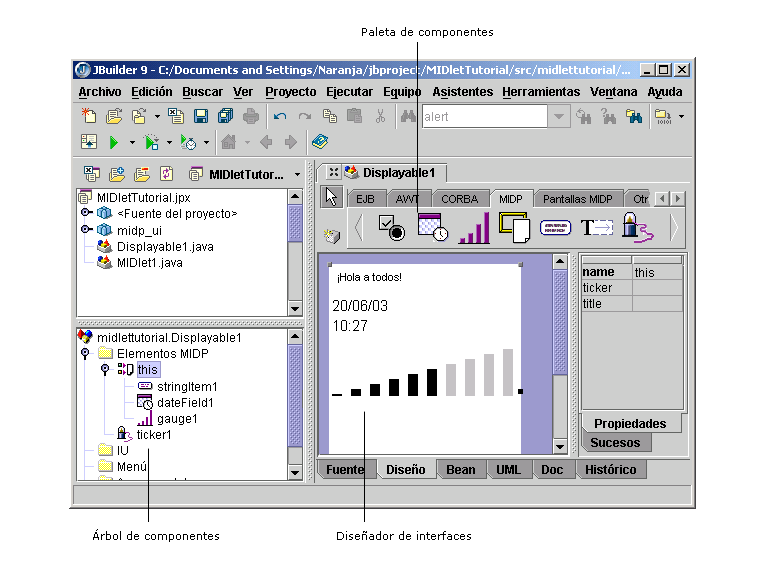 Paleta de componentes
JBuilder 9 - C:/Documents and Settings/Naranja/jbproject/MIDletTutorial/src/midlettutorial/...
Archivo Edición Buscar Ver Proyecto Ejecutar Equipo Asistentes Herramientas Ventana Ayuda
alert
MIDletTutor...
Displayable1
EJB AWT CORBA MIDP Pantallas MIDP Otr
MIDletTutorial.jpx
<Fuente del proyecto>
midp_ui
Displayable1.java
MIDlet1.java
¡Hola a todos!
20/06/03
10:27
name this
ticker
title
midlettutorial.Displayable1
Elementos MIDP
this
stringItem1
dateField1
gauge1
ticker1
IU
Menú
Propiedades
Sucesos
Fuente Diseño Bean UML Doc Histórico
Árbol de componentes
Diseñador de interfaces